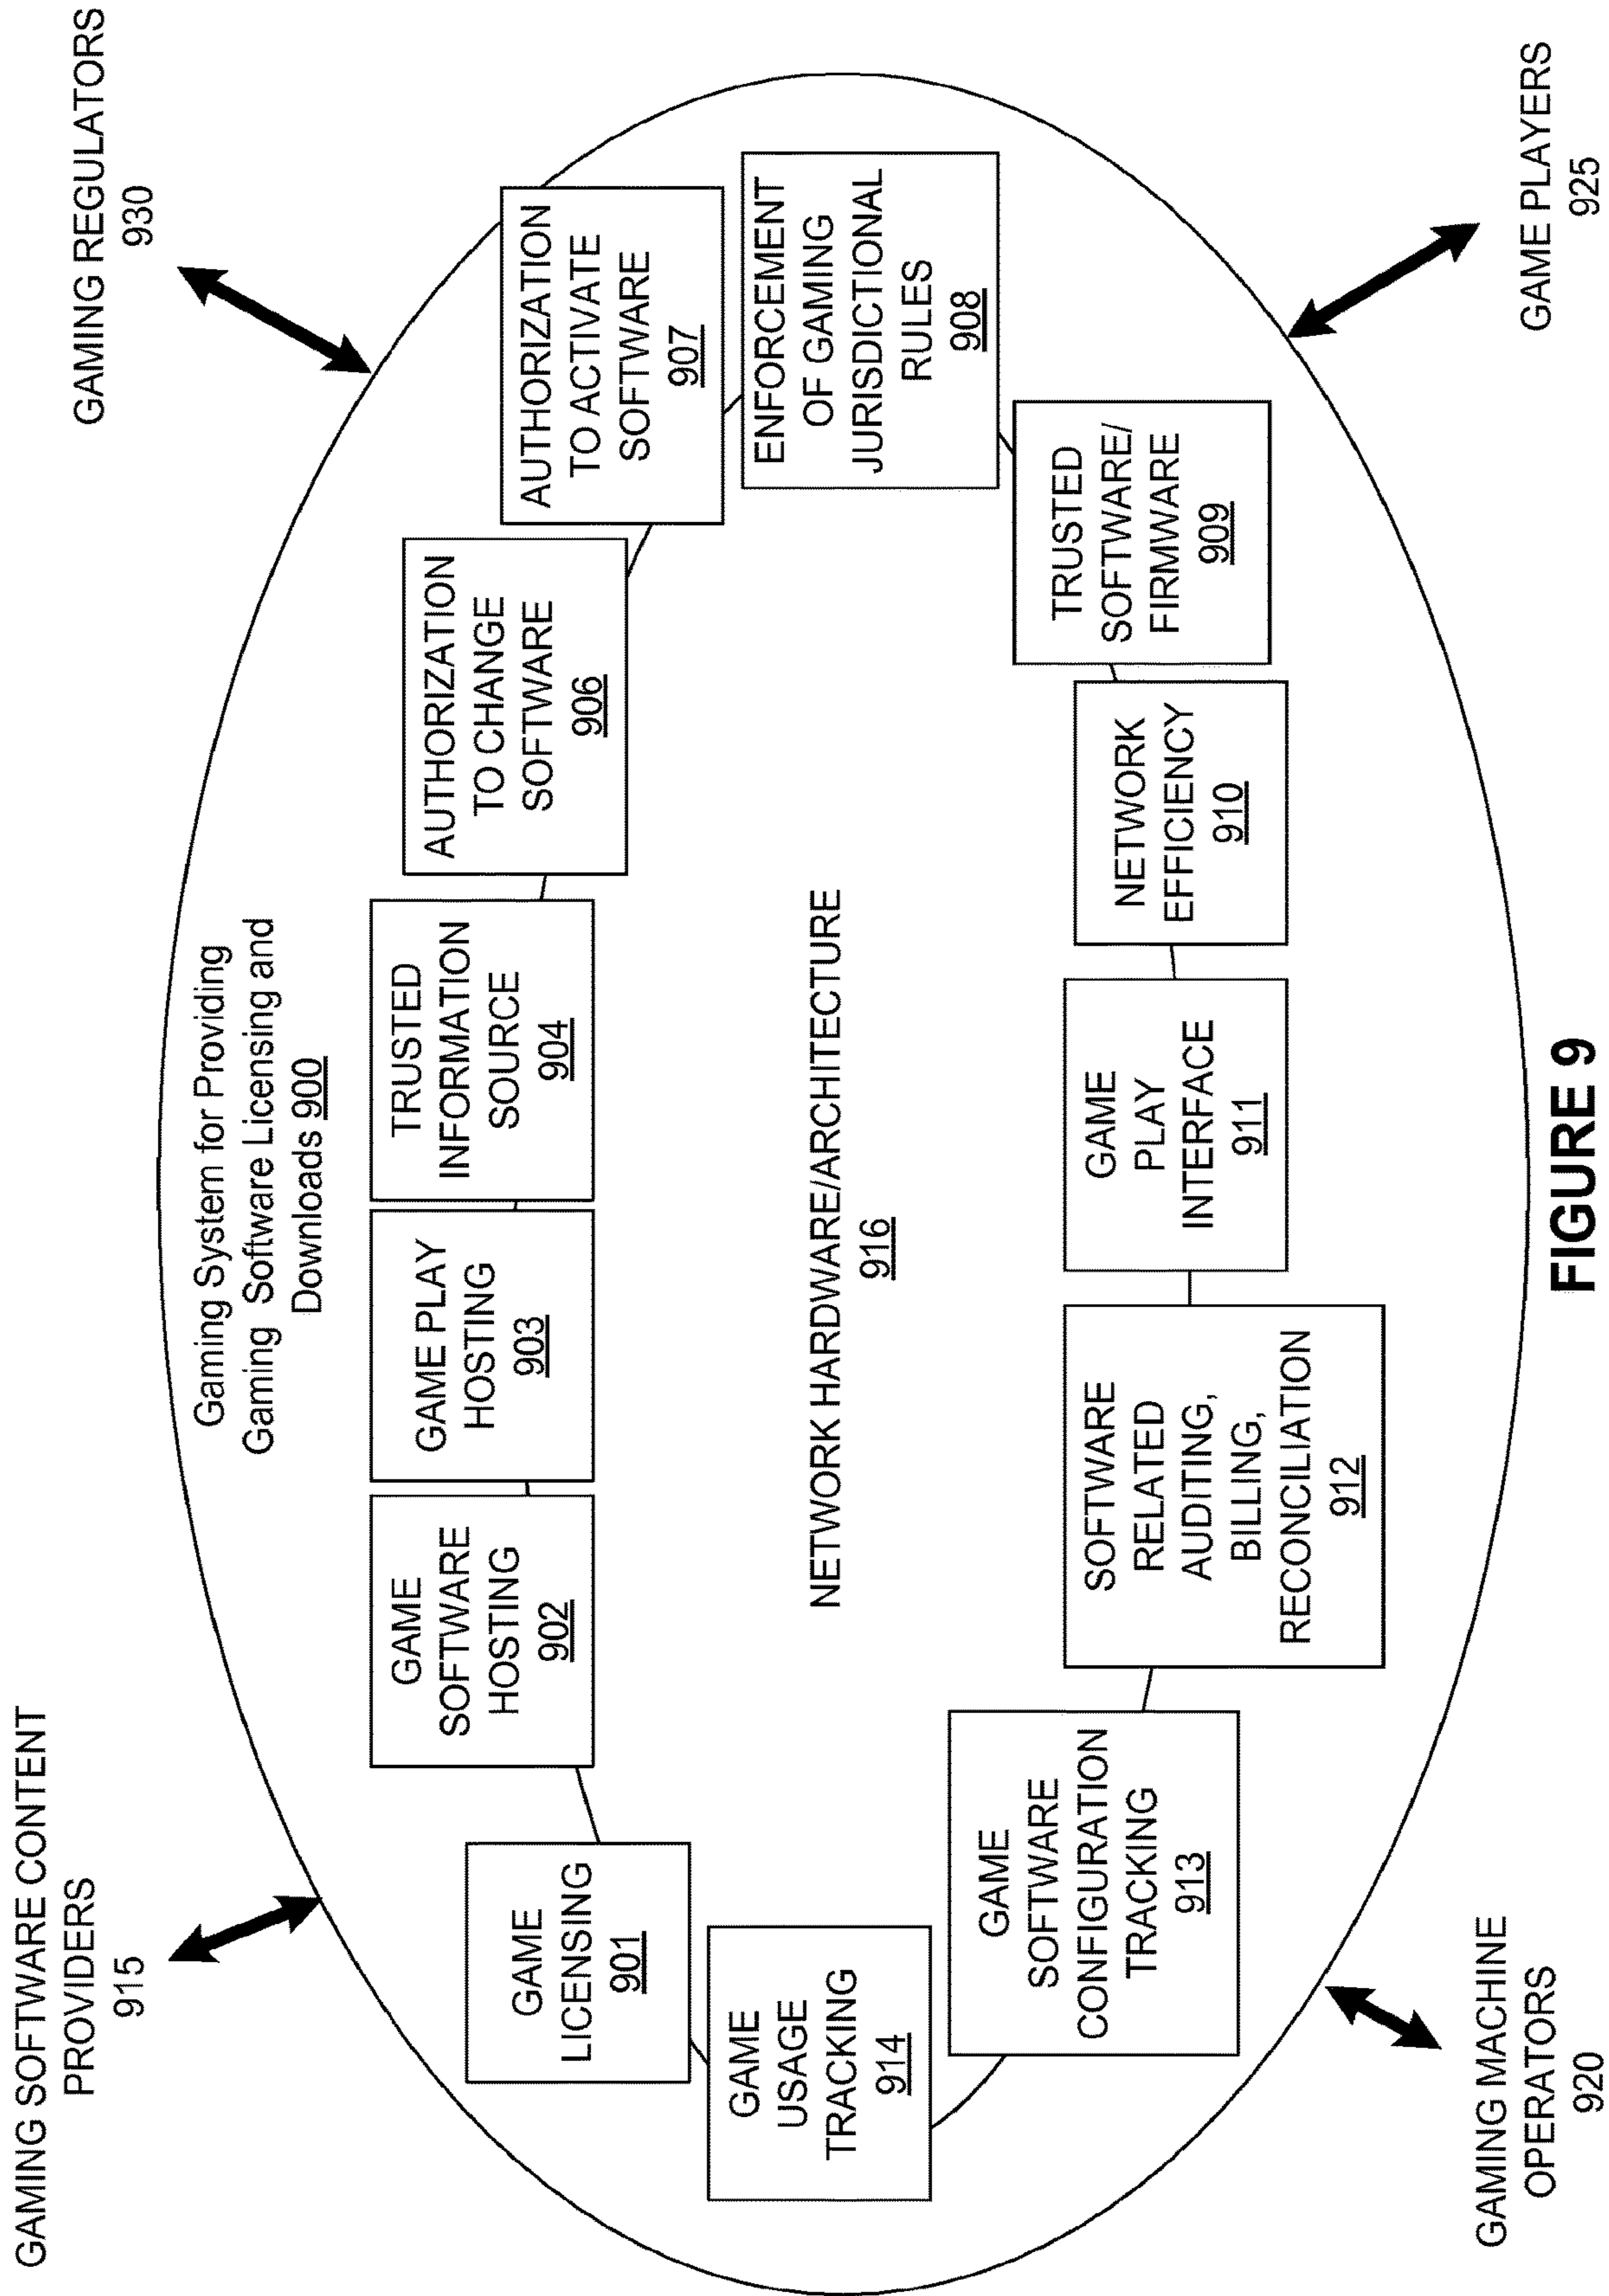 GAMING SOFTWARE CONTENT
PROVIDERS
915
GAMING REGULATORS
930
Gaming System for Providing
Gaming Software Licensing and
Downloads 900
GAME
LICENSING
901
GAME
SOFTWARE
HOSTING
902
GAME PLAY
HOSTING
903
TRUSTED
INFORMATION
SOURCE
904
AUTHORIZATION
TO CHANGE
SOFTWARE
906
AUTHORIZATION
TO ACTIVATE
SOFTWARE
907
ENFORCEMENT
OF GAMING
JURISDICTIONAL
RULES
908
TRUSTED
SOFTWARE/
FIRMWARE
909
NETWORK
EFFICIENCY
910
GAME
PLAY
INTERFACE
911
SOFTWARE
RELATED
AUDITING,
BILLING,
RECONCILIATION
912
GAME
SOFTWARE
CONFIGURATION
TRACKING
913
GAME
USAGE
TRACKING
914
NETWORK HARDWARE/ARCHITECTURE
916
GAMING MACHINE
OPERATORS
920
GAME PLAYERS
925
FIGURE 9